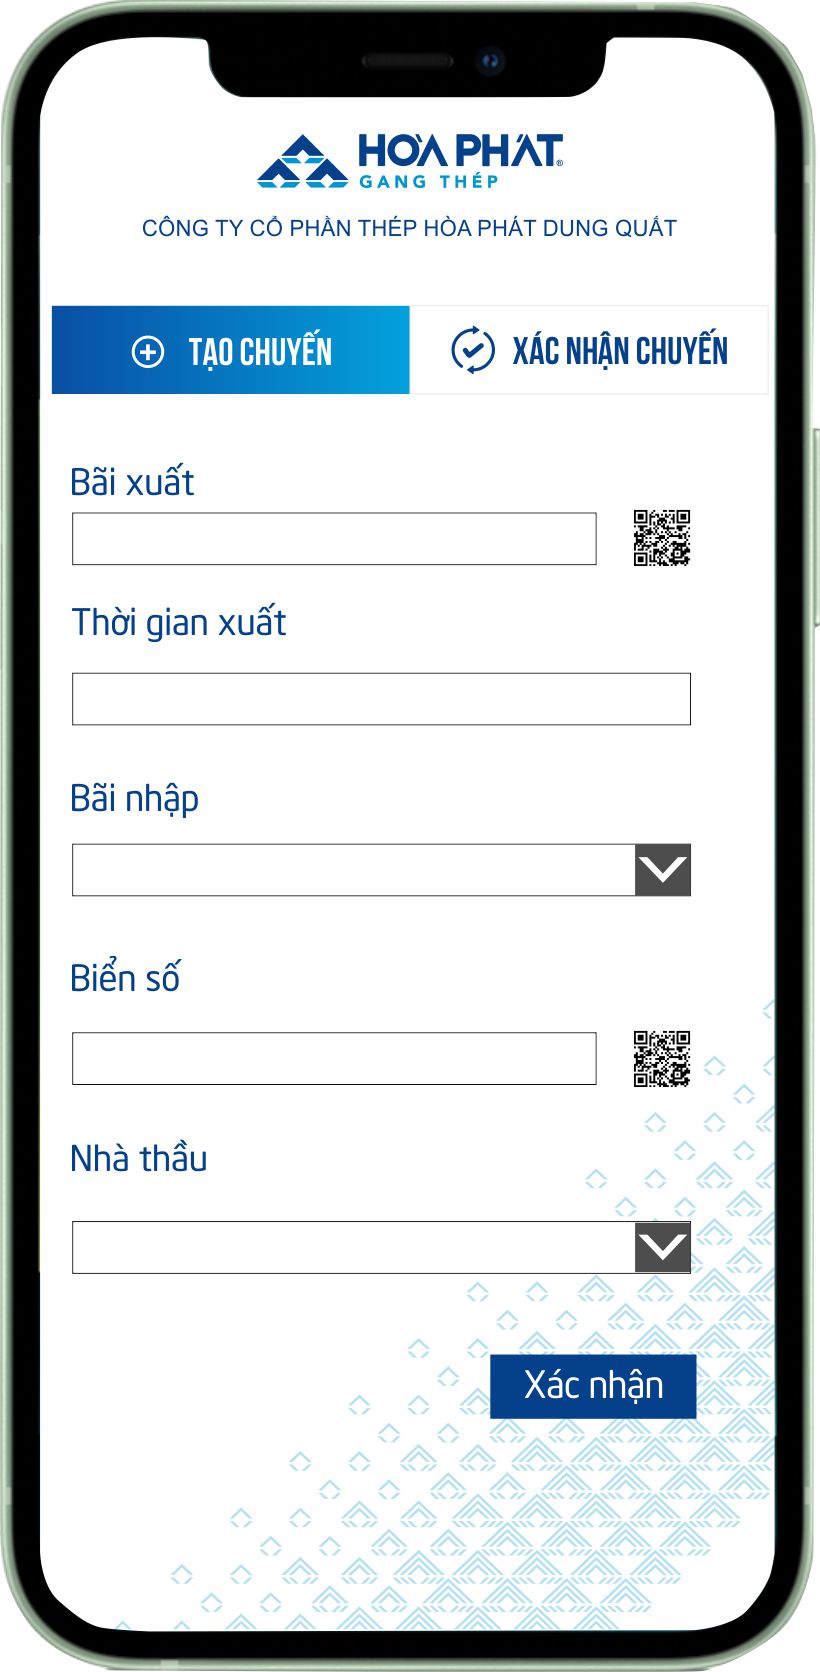 HÒA PHÁT®
GANG THÉP
CÔNG TY CỔ PHẦN THÉP HÒA PHÁT DUNG QUẤT
TẠO CHUYẾN
XÁC NHẬN CHUYẾN
Bãi xuất
Thời gian xuất
Bãi nhập
Biển số
Nhà thầu
Xác nhận